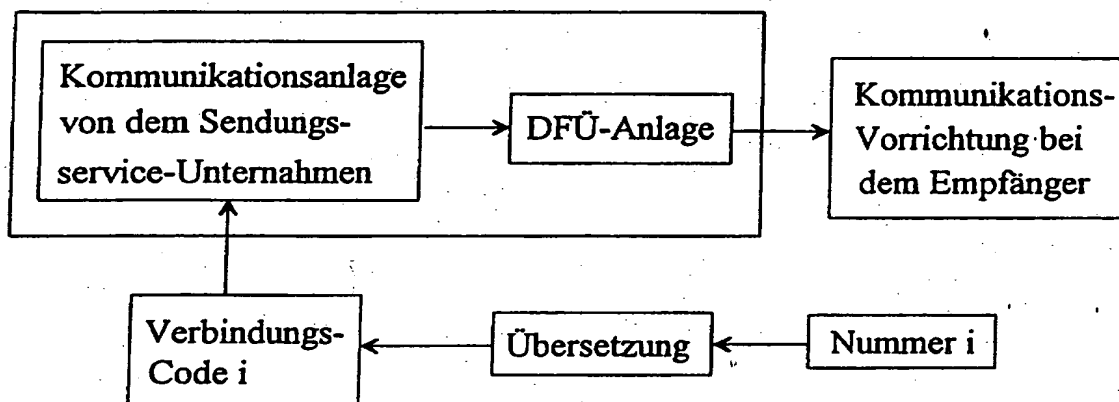 Kommunikationsanlage
von dem Sendungs-
service-Unternahmen
DFÜ-Anlage
Kommunikations-
Vorrichtung bei
dem Empfänger
Verbindungs-
Code i
Übersetzung
Nummer i